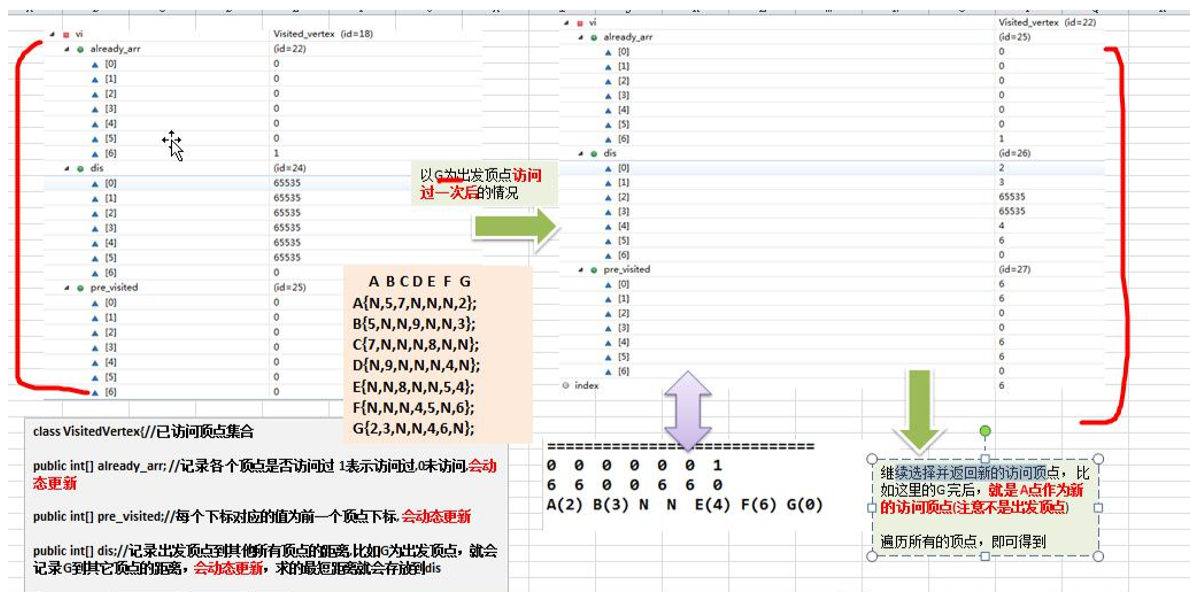 vi Visited_vertex (id=18)
already_arr (id=22)
[0] 0
[1] 0
[2] 0
[3] 0
[4] 0
[5] 0
[6] 1
dis (id=24)
[0] 65535
[1] 65535
[2] 65535
[3] 65535
[4] 65535
[5] 65535
[6] 0
pre_visited (id=25)
[0] 0
[1] 0
[2] 0
[3] 0
[4] 0
[5] 0
[6] 0
以G为出发顶点访问
过一次后的情况
vi Visited_vertex (id=22)
already_arr (id=25)
[0] 0
[1] 0
[2] 0
[3] 0
[4] 0
[5] 0
[6] 1
dis (id=26)
[0] 2
[1] 3
[2] 65535
[3] 65535
[4] 4
[5] 6
[6] 0
pre_visited (id=27)
[0] 6
[1] 6
[2] 0
[3] 0
[4] 6
[5] 6
[6] 0
index 6
A B C D E F G
A{N,5,7,N,N,N,2};
B{5,N,N,9,N,N,3};
C{7,N,N,N,8,N,N};
D{N,9,N,N,N,4,N};
E{N,N,8,N,N,5,4};
F{N,N,N,4,5,N,6};
G{2,3,N,N,4,6,N};
class VisitedVertex{//已访问顶点集合
public int[] already_arr; //记录各个顶点是否访问过 1表示访问过,0未访问,会动
态更新
public int[] pre_visited;//每个下标对应的值为前一个顶点下标, 会动态更新
public int[] dis;//记录出发顶点到其他所有顶点的距离,比如G为出发顶点，就会
记录G到其它顶点的距离，会动态更新，求的最短距离就会存放到dis
==================================
0 0 0 0 0 0 1
6 6 0 0 6 6 0
A(2) B(3) N N E(4) F(6) G(0)
继续选择并返回新的访问顶点，比
如这里的G 完后，就是 A点作为新
的访问顶点(注意不是出发顶点)
遍历所有的顶点，即可得到